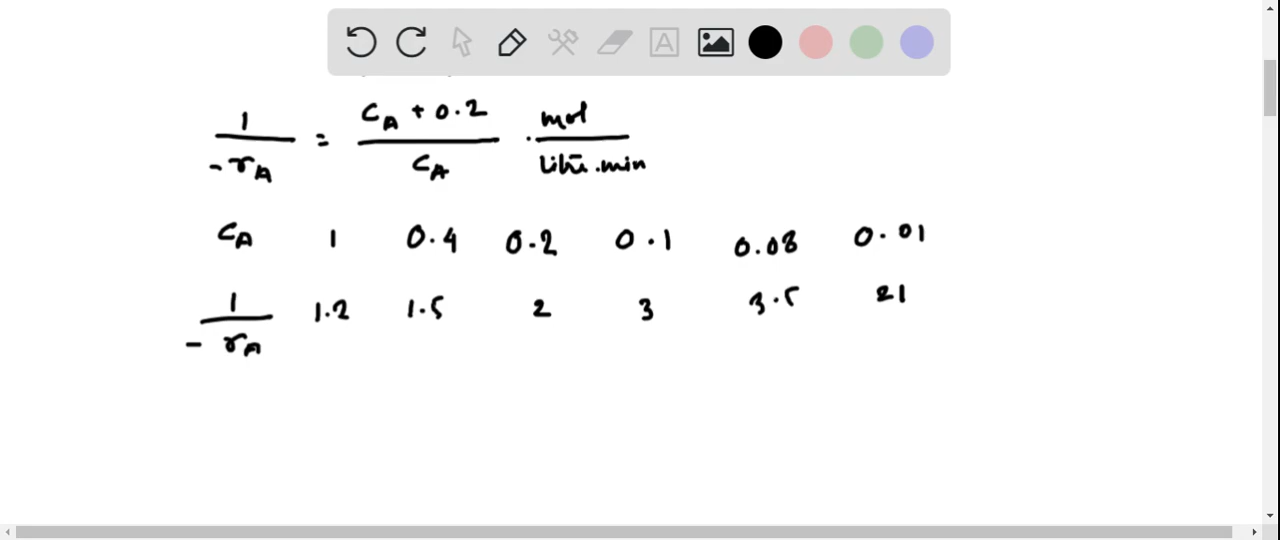 1/-rA = CA + 0.2/CA · mol/litre.min
CA 1 0.4 0.2 0.1 0.08 0.01
1/- rA 1.2 1.5 2 3 3.5 21